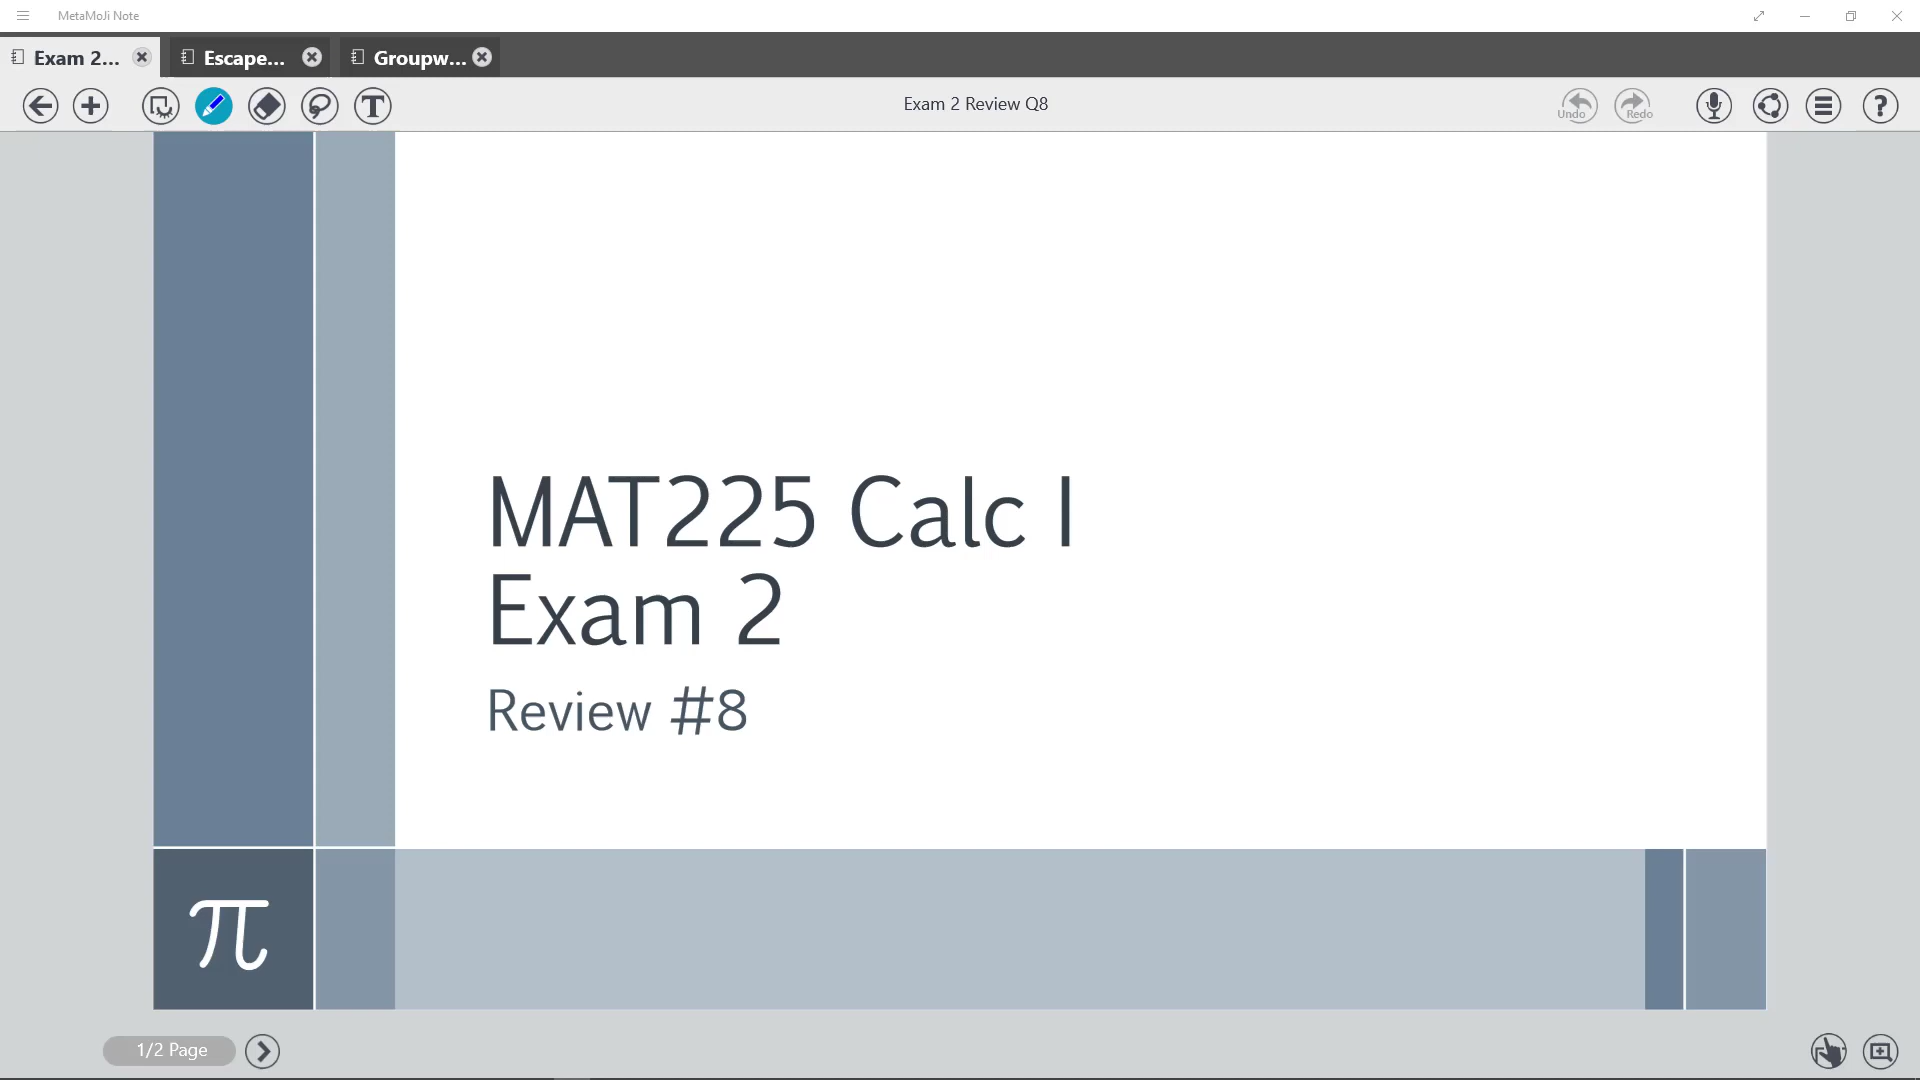 MetaMoJi Note
Exam 2...
Escape...
Groupw...
T
Exam 2 Review Q8
Undo
Redo
?
MAT225 Calc I
Exam 2
Review #8
π
1/2 Page